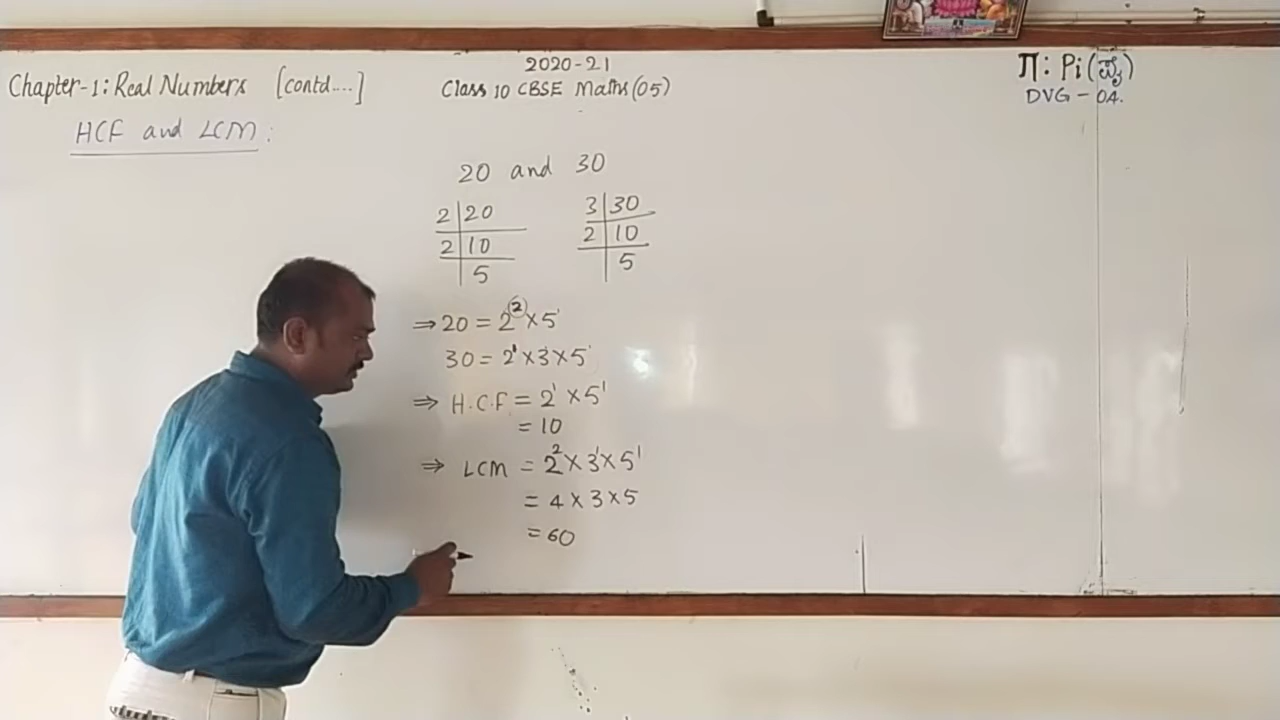 2020-21
Chapter-1: Real Numbers [contd....]
Class 10 CBSE Maths (05)
π: Pi (ಪೈ)
DVG - 04.
HCF and LCM:
20 and 30
2 | 20
2 | 10
5
3 | 30
2 | 10
5
⇒ 20 = 2² × 5¹
30 = 2¹ × 3 × 5¹
⇒ H.C.F = 2¹ × 5¹
= 10
⇒ LCM = 2² × 3¹ × 5¹
= 4 × 3 × 5
= 60